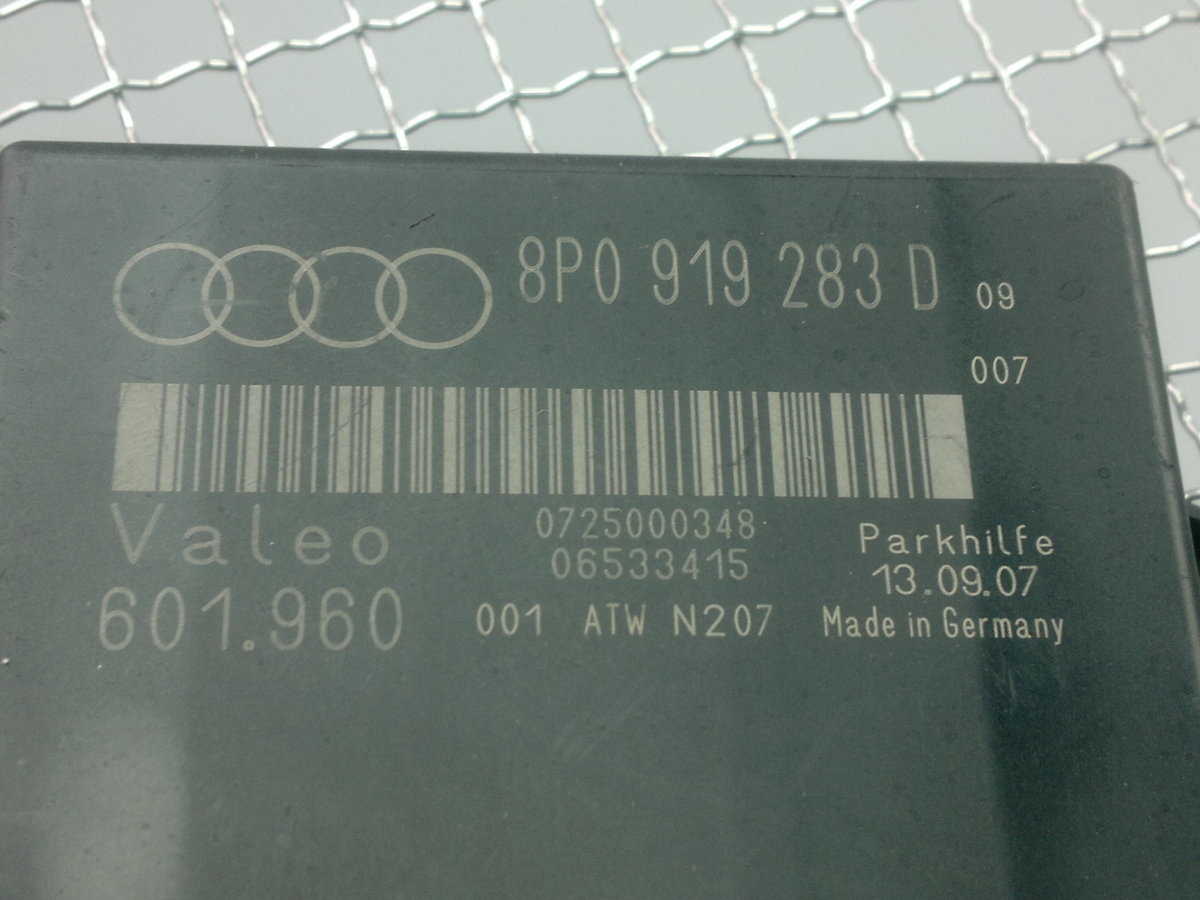 8P0 919 283 D 09
007
Valeo
0725000348
06533415
Parkhilfe
13.09.07
601.960
001 ATW N207
Made in Germany